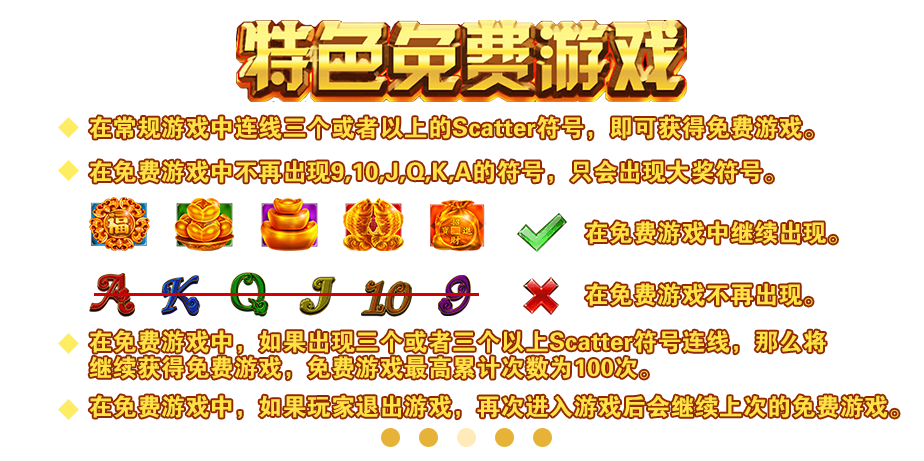 特色免费游戏
在常规游戏中连线三个或者以上的Scatter符号，即可获得免费游戏。
在免费游戏中不再出现9,10,J,Q,K,A的符号，只会出现大奖符号。
福
招財進寶
在免费游戏中继续出现。
A K Q J 10 9
在免费游戏不再出现。
在免费游戏中，如果出现三个或者三个以上Scatter符号连线，那么将
继续获得免费游戏，免费游戏最高累计次数为100次。
在免费游戏中，如果玩家退出游戏，再次进入游戏后会继续上次的免费游戏。